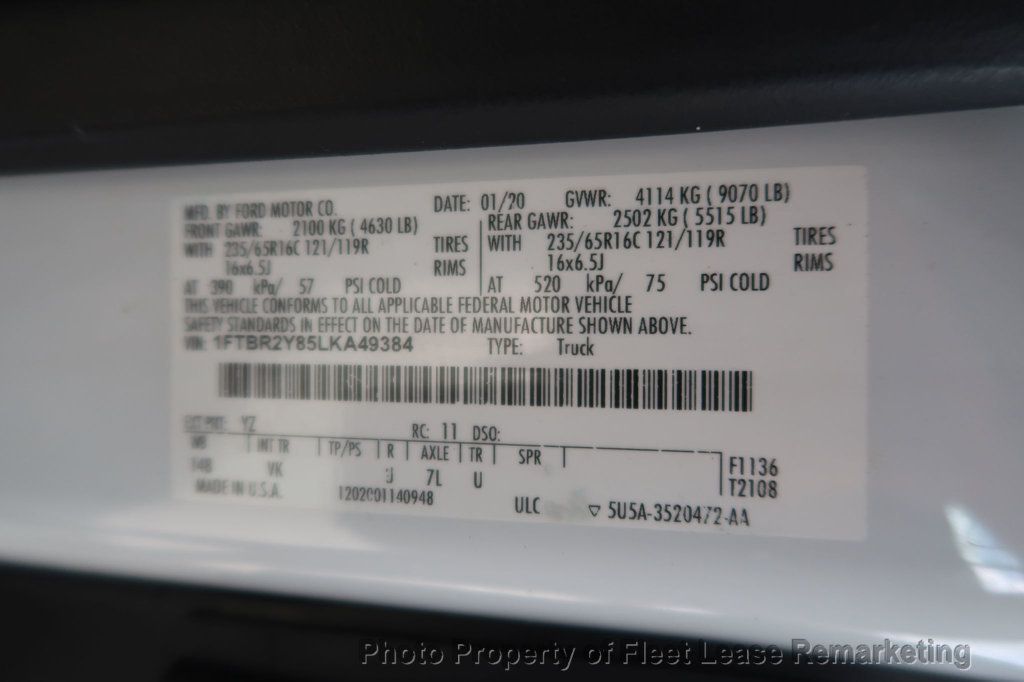 MFD. BY FORD MOTOR CO. DATE: 01/20 GVWR: 4114 KG ( 9070 LB)
FRONT GAWR: 2100 KG ( 4630 LB) REAR GAWR: 2502 KG ( 5515 LB)
WITH 235/65R16C 121/119R TIRES WITH 235/65R16C 121/119R TIRES
16x6.5J RIMS 16x6.5J RIMS
AT 390 kPa/ 57 PSI COLD AT 520 kPa/ 75 PSI COLD
THIS VEHICLE CONFORMS TO ALL APPLICABLE FEDERAL MOTOR VEHICLE
SAFETY STANDARDS IN EFFECT ON THE DATE OF MANUFACTURE SHOWN ABOVE.
VIN: 1FTBR2Y85LKA49384 TYPE: Truck
EXT PNT: YZ RC: 11 DSO:
WB INT TR TP/PS R AXLE TR SPR F1136
148 VK J 7L U T2108
MADE IN U.S.A. ULC ▽ 5U5A-3520472-AA
Photo Property of Fleet Lease Remarketing